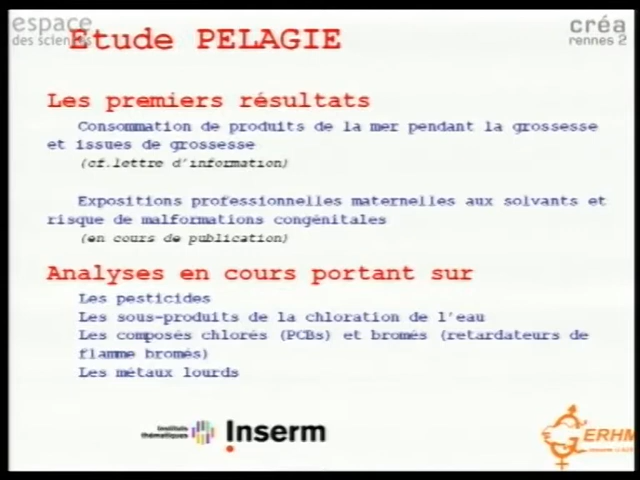 espace
des sciences
Etude PELAGIE
créa
rennes 2
Les premiers résultats
Consommation de produits de la mer pendant la grossesse
et issues de grossesse
(cf.lettre d'information)
Expositions professionnelles maternelles aux solvants et
risque de malformations congénitales
(en cours de publication)
Analyses en cours portant sur
Les pesticides
Les sous-produits de la chloration de l'eau
Les composés chlorés (PCBs) et bromés (retardateurs de
flamme bromés)
Les métaux lourds
Instituts
thématiques
Inserm
GERHM